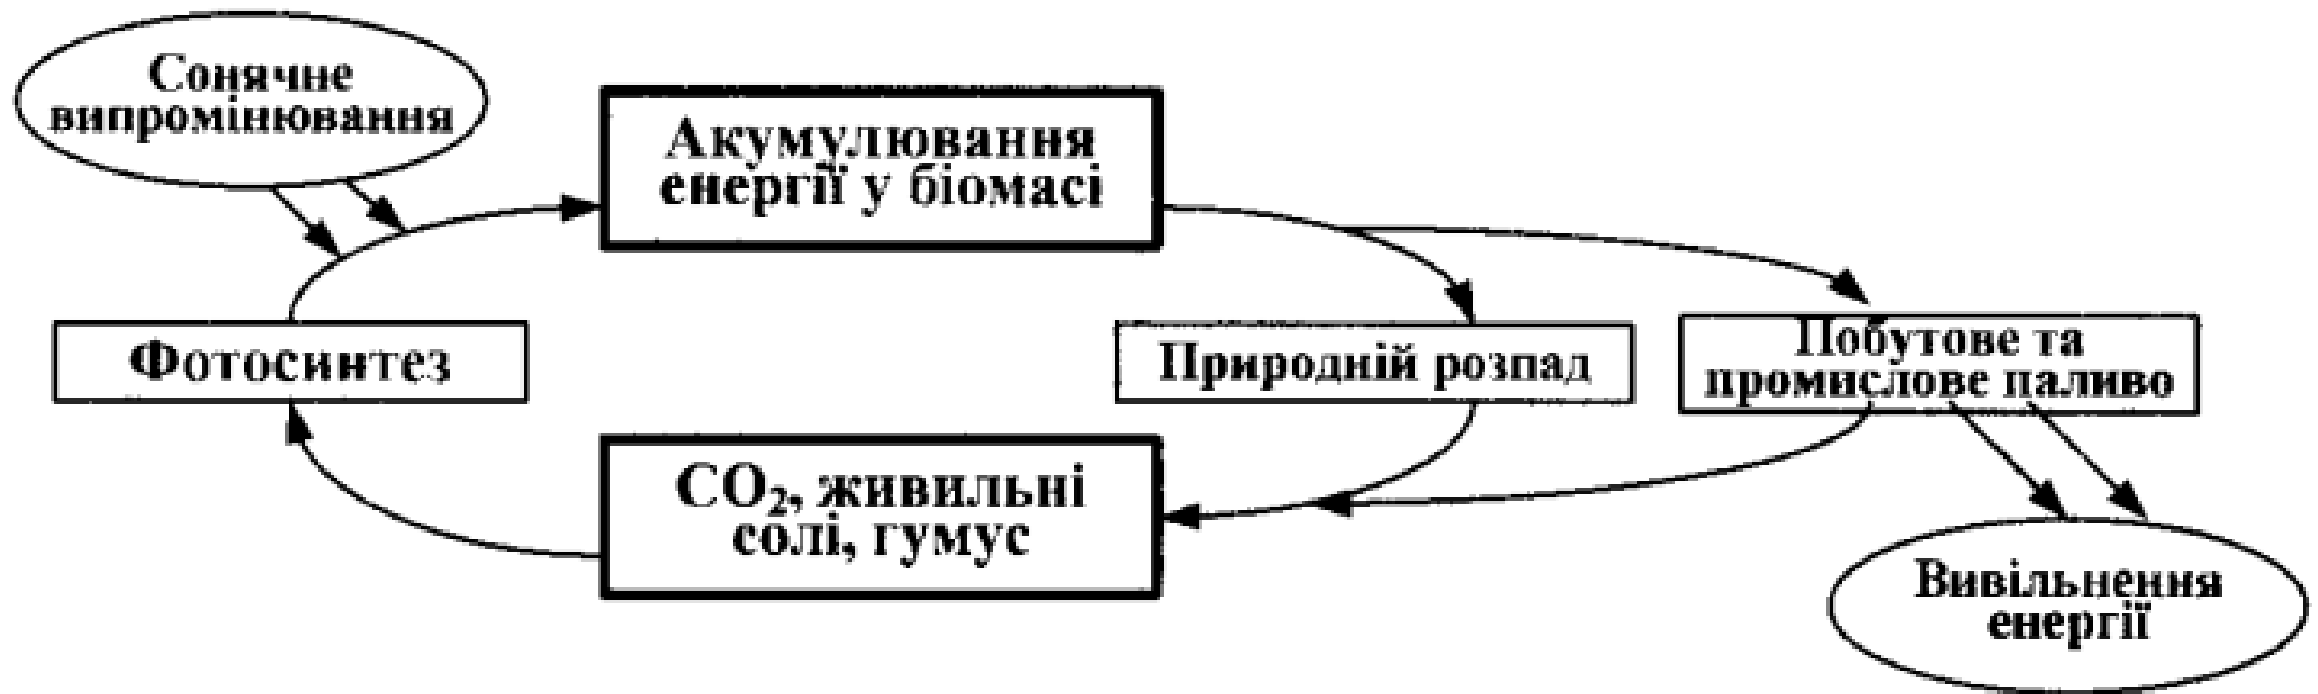 Сонячне
випромінювання
Акумулювання
енергії у біомасі
Фотосинтез
Природній розпад
Побутове та
промислове паливо
CO₂, живильні
солі, гумус
Вивільнення
енергії